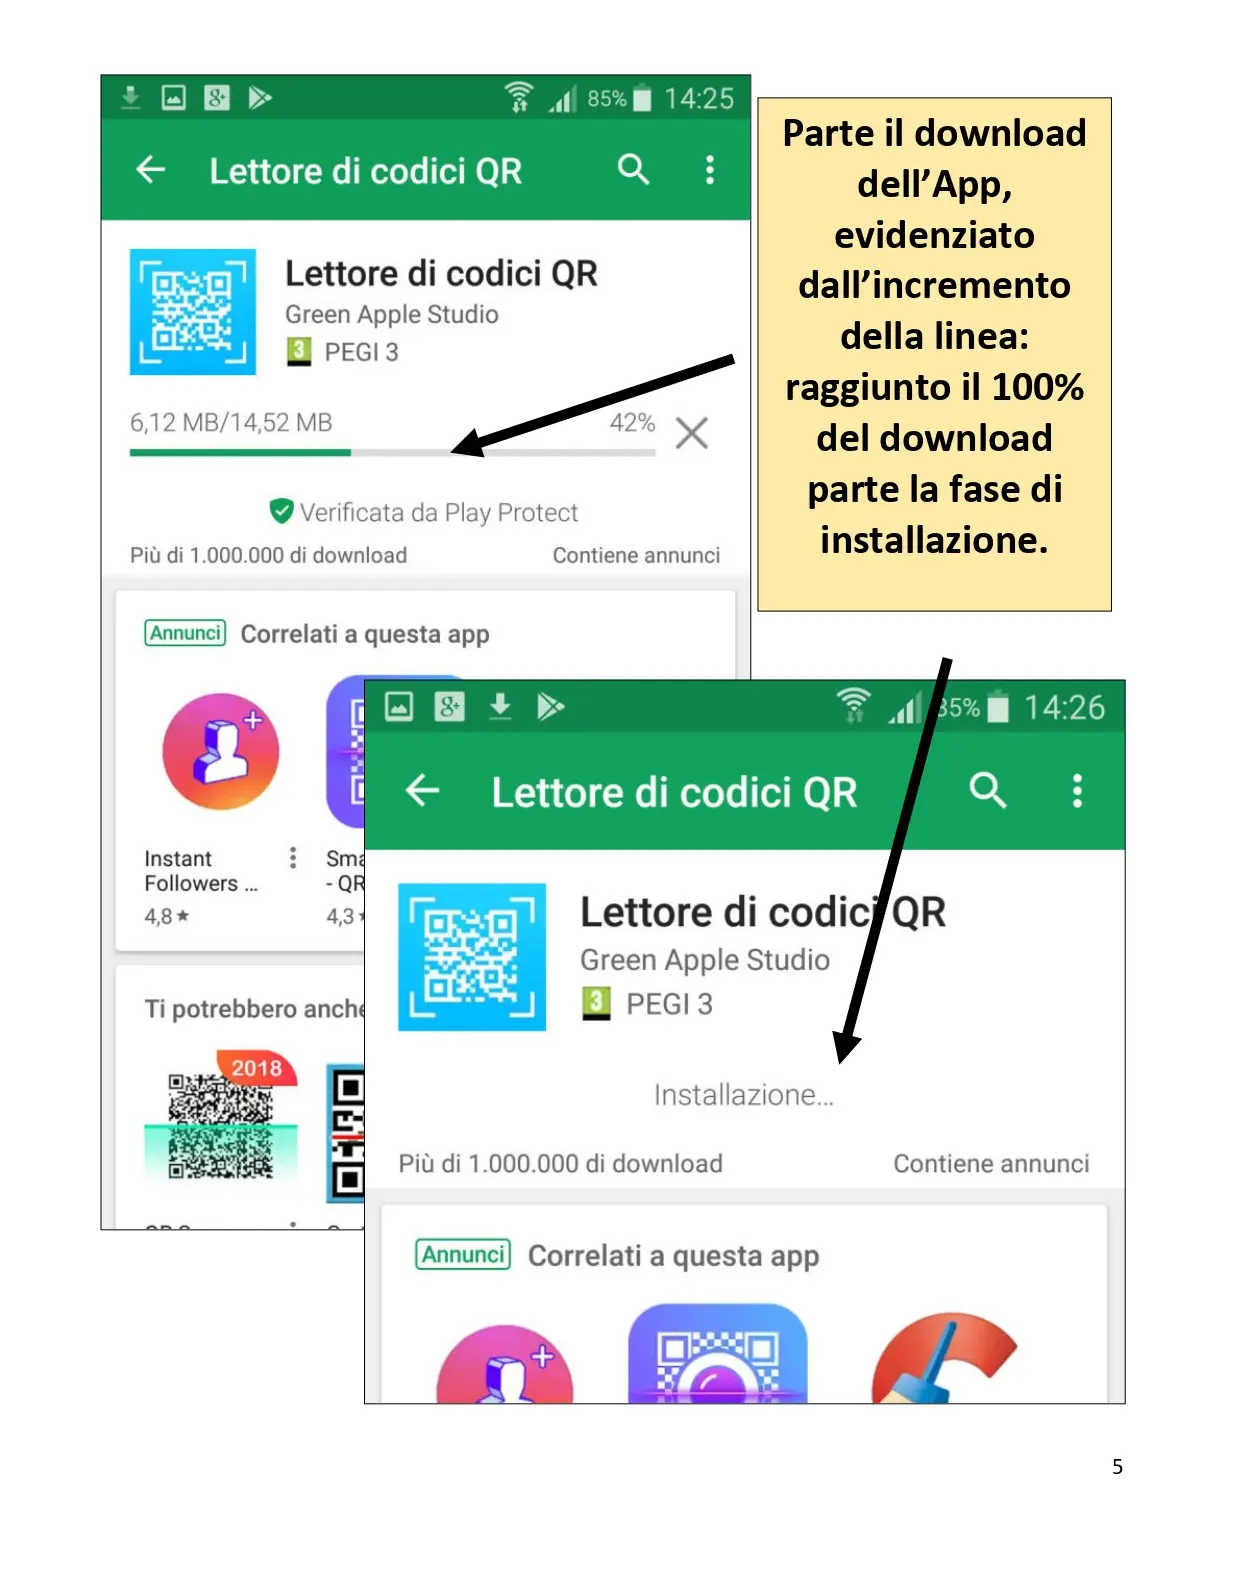 85% 14:25
Lettore di codici QR
Lettore di codici QR
Green Apple Studio
3 PEGI 3
6,12 MB/14,52 MB 42%
Verificata da Play Protect
Più di 1.000.000 di download Contiene annunci
Annunci Correlati a questa app
Instant
Followers ...
4,8★
Sma
- QR
4,3
Ti potrebbero anche
2018
Parte il download
dell'App,
evidenziato
dall'incremento
della linea:
raggiunto il 100%
del download
parte la fase di
installazione.
8+ 35% 14:26
Lettore di codici QR
Lettore di codici QR
Green Apple Studio
3 PEGI 3
Installazione...
Più di 1.000.000 di download Contiene annunci
Annunci Correlati a questa app
5